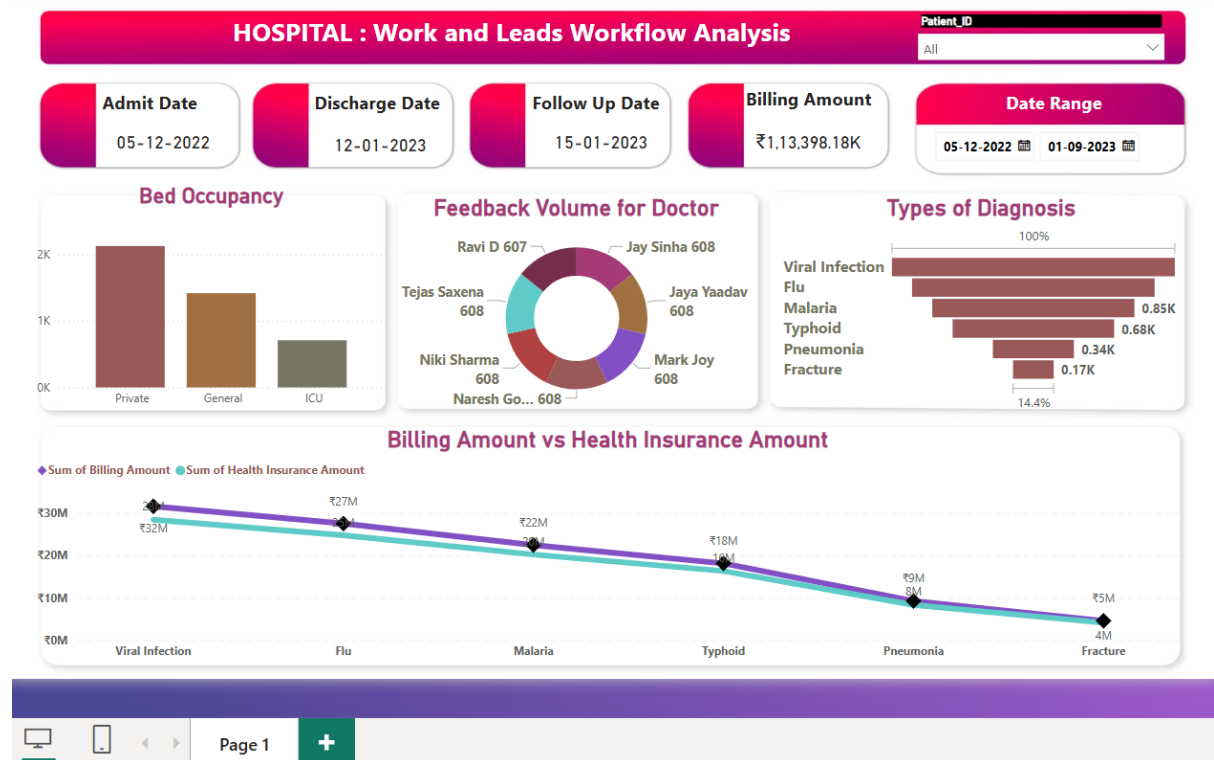 HOSPITAL : Work and Leads Workflow Analysis
Patient_ID
All
Admit Date
05-12-2022
Discharge Date
12-01-2023
Follow Up Date
15-01-2023
Billing Amount
₹1,13,398.18K
Date Range
05-12-2022
01-09-2023
Bed Occupancy
2K
1K
0K
Private
General
ICU
Feedback Volume for Doctor
Ravi D 607
Jay Sinha 608
Tejas Saxena
608
Jaya Yaadav
608
Niki Sharma
608
Mark Joy
608
Naresh Go... 608
Types of Diagnosis
100%
Viral Infection
Flu
Malaria
0.85K
Typhoid
0.68K
Pneumonia
0.34K
Fracture
0.17K
14.4%
Billing Amount vs Health Insurance Amount
Sum of Billing Amount
Sum of Health Insurance Amount
₹30M
₹20M
₹10M
₹0M
₹32M
₹27M
₹22M
₹18M
₹9M
8M
₹5M
4M
Viral Infection
Flu
Malaria
Typhoid
Pneumonia
Fracture
Page 1